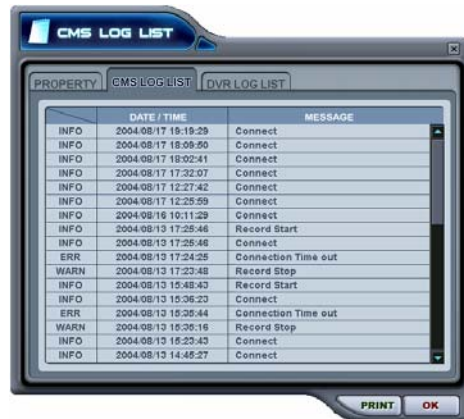 CMS LOG LIST
PROPERTY CMS LOG LIST DVR LOG LIST
DATE / TIME MESSAGE
INFO 2004/08/17 19:19:29 Connect
INFO 2004/08/17 18:09:50 Connect
INFO 2004/08/17 18:02:41 Connect
INFO 2004/08/17 17:32:07 Connect
INFO 2004/08/17 12:27:42 Connect
INFO 2004/08/17 12:25:59 Connect
INFO 2004/08/16 10:11:29 Connect
INFO 2004/08/13 17:25:46 Record Start
INFO 2004/08/13 17:25:46 Connect
ERR 2004/08/13 17:24:25 Connection Time out
WARN 2004/08/13 17:23:48 Record Stop
INFO 2004/08/13 15:48:43 Record Start
INFO 2004/08/13 15:36:23 Connect
ERR 2004/08/13 15:35:44 Connection Time out
WARN 2004/08/13 15:35:16 Record Stop
INFO 2004/08/13 15:23:43 Connect
INFO 2004/08/13 14:45:27 Connect
PRINT OK